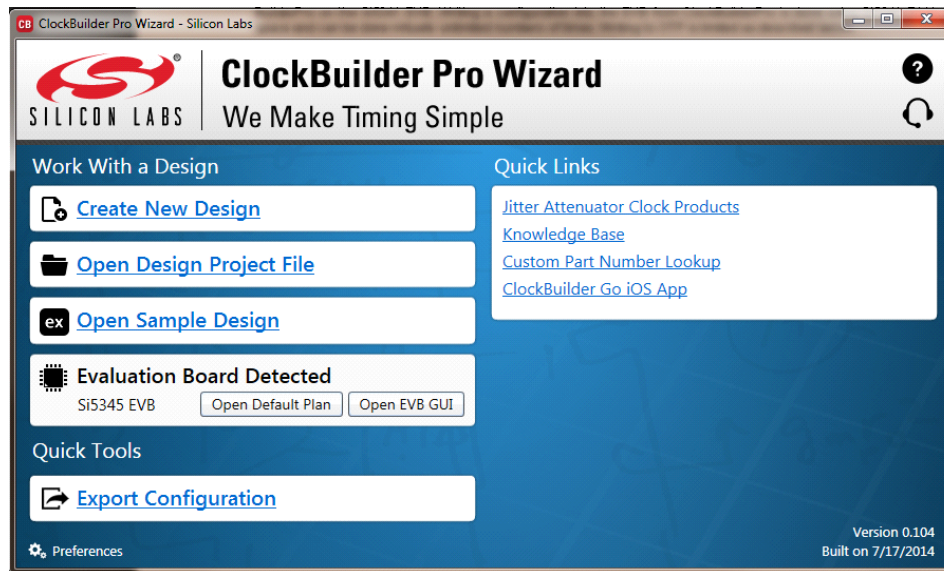 CB ClockBuilder Pro Wizard - Silicon Labs
SILICON LABS
®
ClockBuilder Pro Wizard
We Make Timing Simple
?
Work With a Design
Create New Design
Open Design Project File
ex Open Sample Design
Evaluation Board Detected
Si5345 EVB Open Default Plan Open EVB GUI
Quick Tools
Export Configuration
Preferences
Quick Links
Jitter Attenuator Clock Products
Knowledge Base
Custom Part Number Lookup
ClockBuilder Go iOS App
Version 0.104
Built on 7/17/2014